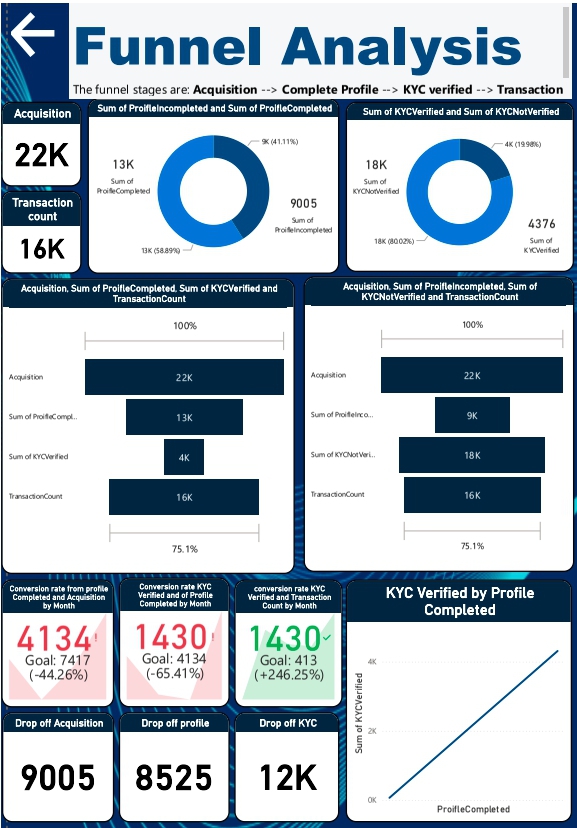 Funnel Analysis
The funnel stages are: Acquisition --> Complete Profile --> KYC verified --> Transaction
Acquisition
22K
Transaction
count
16K
Sum of ProifleIncompleted and Sum of ProifleCompleted
9K (41.11%)
13K
Sum of
ProifleCompleted
9005
Sum of
ProifleIncompleted
13K (58.89%)
Sum of KYCVerified and Sum of KYCNotVerified
4K (19.98%)
18K
Sum of
KYCNotVerified
4376
Sum of
KYCVerified
18K (80.02%)
Acquisition, Sum of ProifleCompleted, Sum of KYCVerified and
TransactionCount
100%
Acquisition
22K
Sum of ProifleCompl...
13K
Sum of KYCVerified
4K
TransactionCount
16K
75.1%
Acquisition, Sum of ProifleIncompleted, Sum of
KYCNotVerified and TransactionCount
100%
Acquisition
22K
Sum of ProifleInco...
9K
Sum of KYCNotVeri...
18K
TransactionCount
16K
75.1%
Conversion rate from profile
Completed and Acquisition
by Month
4134!
Goal: 7417
(-44.26%)
Conversion rate KYC
Verified and of Profile
Completed by Month
1430!
Goal: 4134
(-65.41%)
conversion rate KYC
Verified and Transaction
Count by Month
1430✓
Goal: 413
(+246.25%)
KYC Verified by Profile
Completed
Sum of KYCVerified
4K
2K
0K
ProifleCompleted
Drop off Acquisition
9005
Drop off profile
8525
Drop off KYC
12K